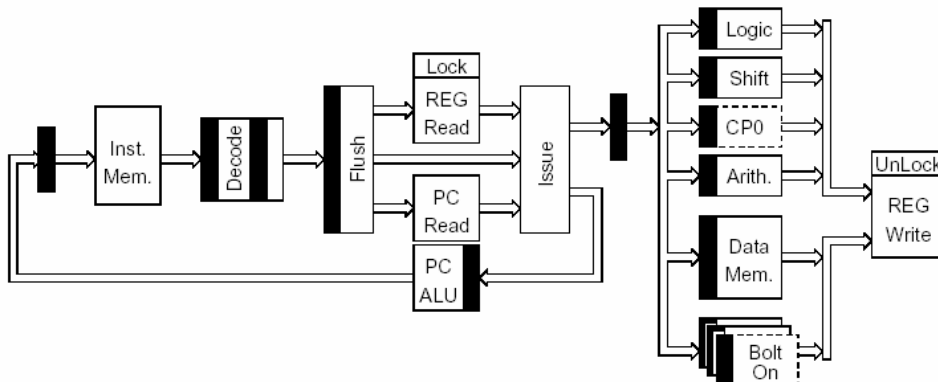 Inst.
Mem.
Decode
Flush
Lock
REG
Read
PC
Read
PC
ALU
Issue
Logic
Shift
CP0
Arith.
Data
Mem.
Bolt
On
UnLock
REG
Write